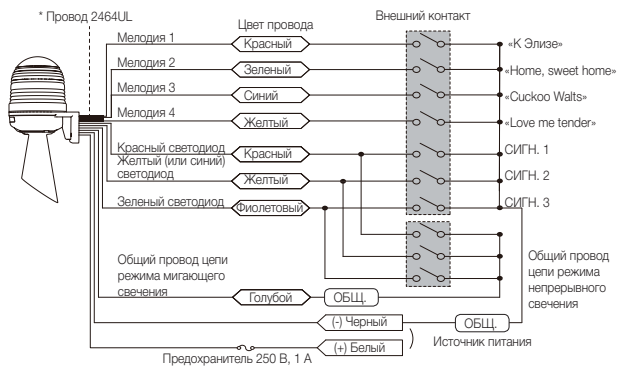 * Провод 2464UL
Цвет провода
Внешний контакт
Мелодия 1
Красный
«К Элизе»
Мелодия 2
Зеленый
«Home, sweet home»
Мелодия 3
Синий
«Cuckoo Walts»
Мелодия 4
Желтый
«Love me tender»
Красный светодиод
Красный
СИГН. 1
Желтый (или синий)
светодиод
Желтый
СИГН. 2
Зеленый светодиод
Фиолетовый
СИГН. 3
Общий провод цепи
режима мигающего
свечения
Голубой
ОБЩ.
Общий провод
цепи режима
непрерывного
свечения
(-) Черный
ОБЩ.
Источник питания
(+) Белый
Предохранитель 250 В, 1 А